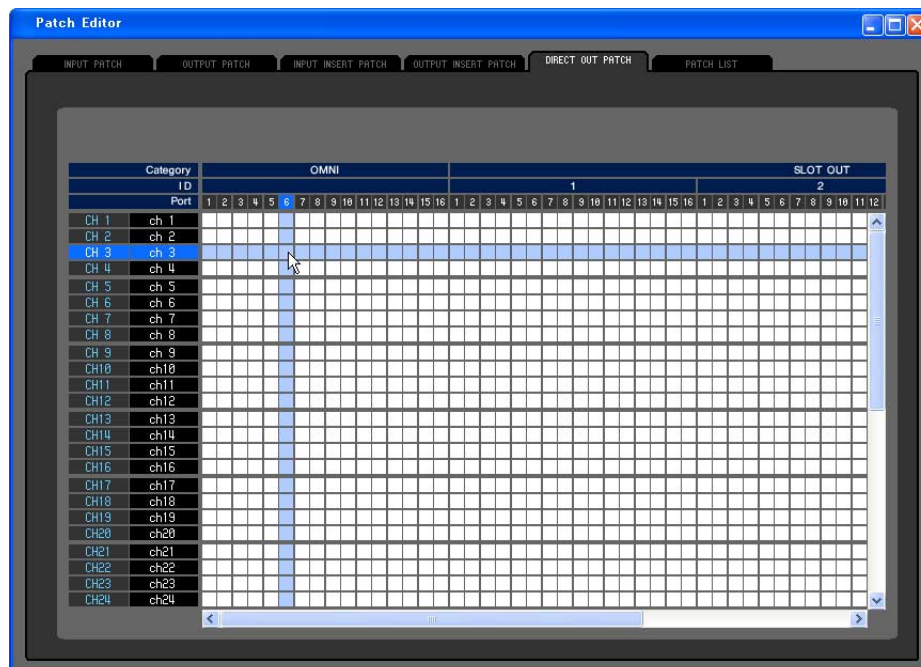 Patch Editor
INPUT PATCH OUTPUT PATCH INPUT INSERT PATCH OUTPUT INSERT PATCH DIRECT OUT PATCH PATCH LIST
Category OMNI SLOT OUT
ID 1 2
Port 1 2 3 4 5 6 7 8 9 10 11 12 13 14 15 16 1 2 3 4 5 6 7 8 9 10 11 12 13 14 15 16 1 2 3 4 5 6 7 8 9 10 11 12
CH 1 ch 1
CH 2 ch 2
CH 3 ch 3
CH 4 ch 4
CH 5 ch 5
CH 6 ch 6
CH 7 ch 7
CH 8 ch 8
CH 9 ch 9
CH10 ch10
CH11 ch11
CH12 ch12
CH13 ch13
CH14 ch14
CH15 ch15
CH16 ch16
CH17 ch17
CH18 ch18
CH19 ch19
CH20 ch20
CH21 ch21
CH22 ch22
CH23 ch23
CH24 ch24